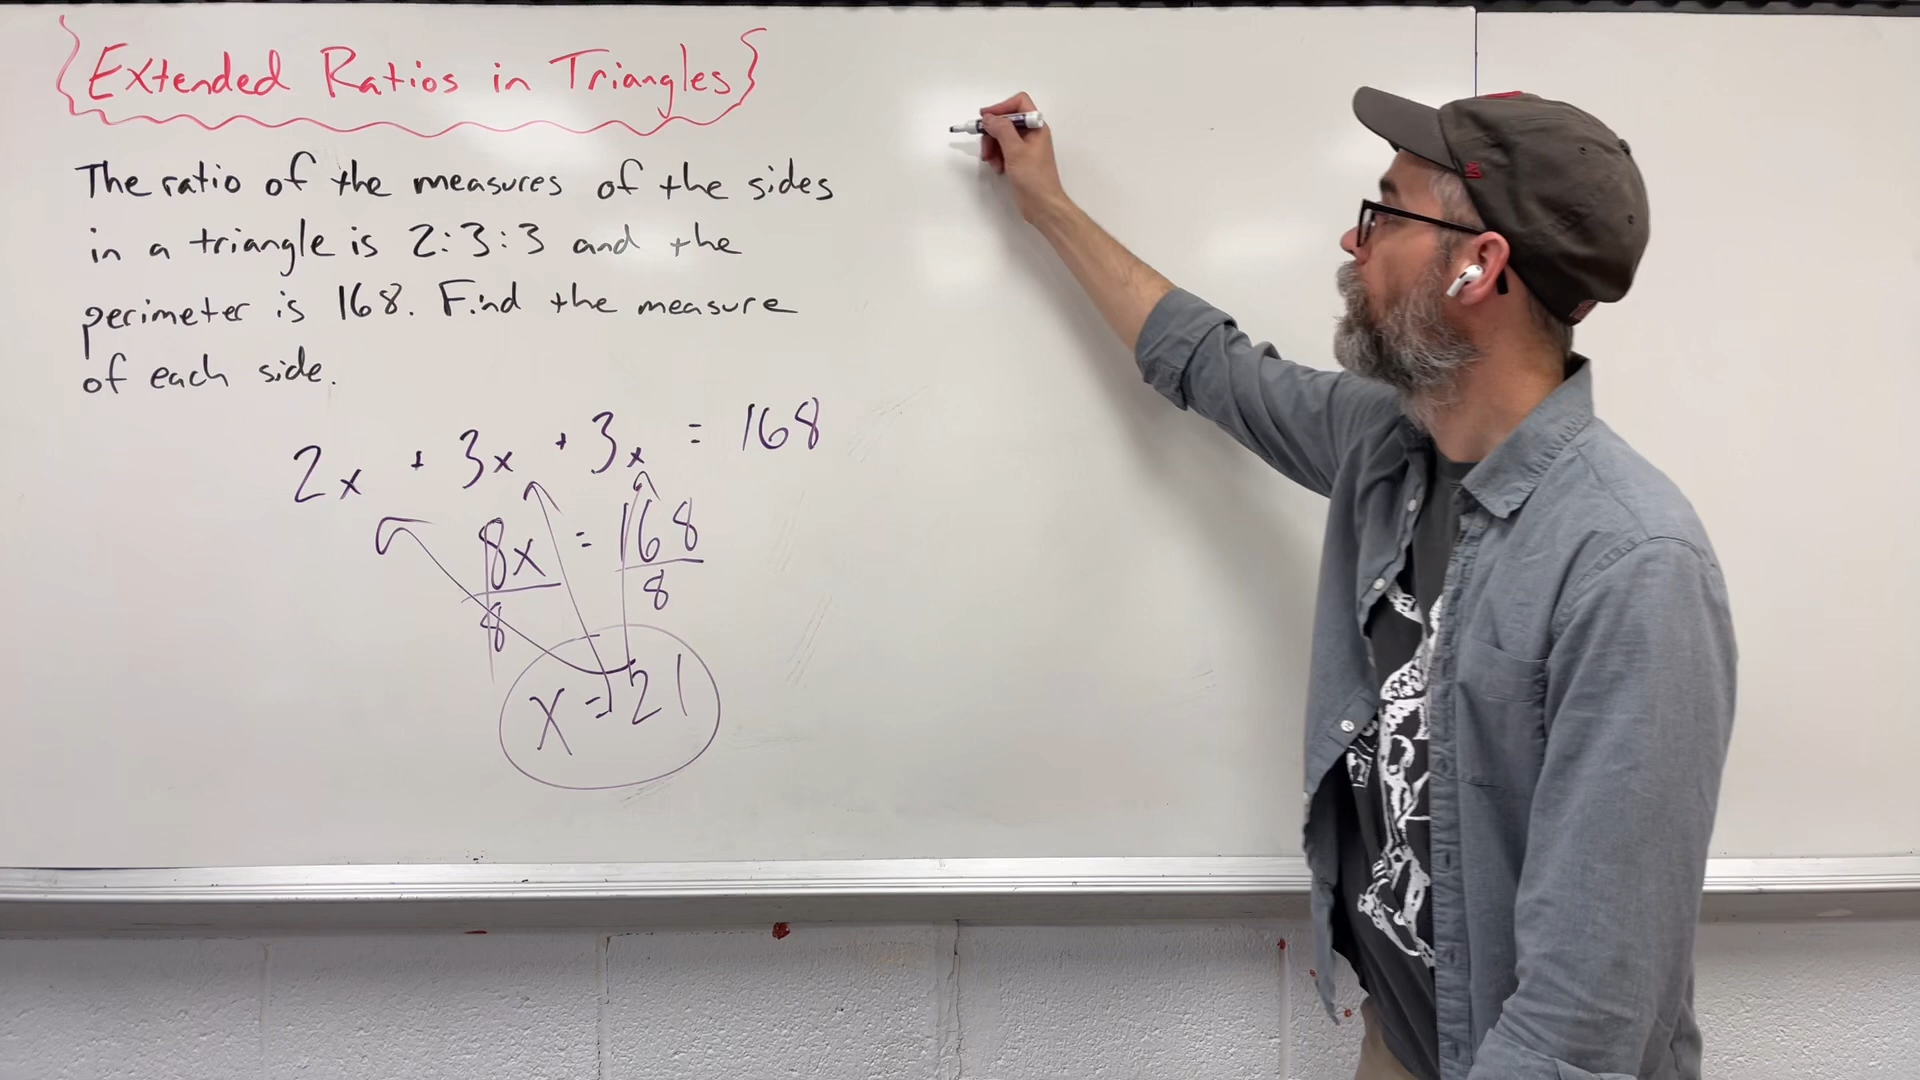 Extended Ratios in Triangles
The ratio of the measures of the sides
in a triangle is 2:3:3 and the
perimeter is 168. Find the measure
of each side.
2x + 3x + 3x = 168
8x = 168
8 8
x = 21